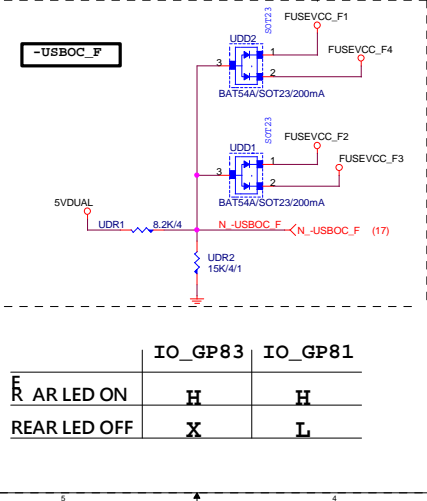 SOT23
FUSEVCC_F1
UDD2
-USBOC_F
FUSEVCC_F4
1
3
2
BAT54A/SOT23/200mA
SOT23
FUSEVCC_F2
UDD1
1
FUSEVCC_F3
3
2
BAT54A/SOT23/200mA
5VDUAL
UDR1 8.2K/4 N_-USBOC_F N_-USBOC_F (17)
UDR2
15K/4/1
IO_GP83 IO_GP81
AR LED ON H H
REAR LED OFF X L
5 4